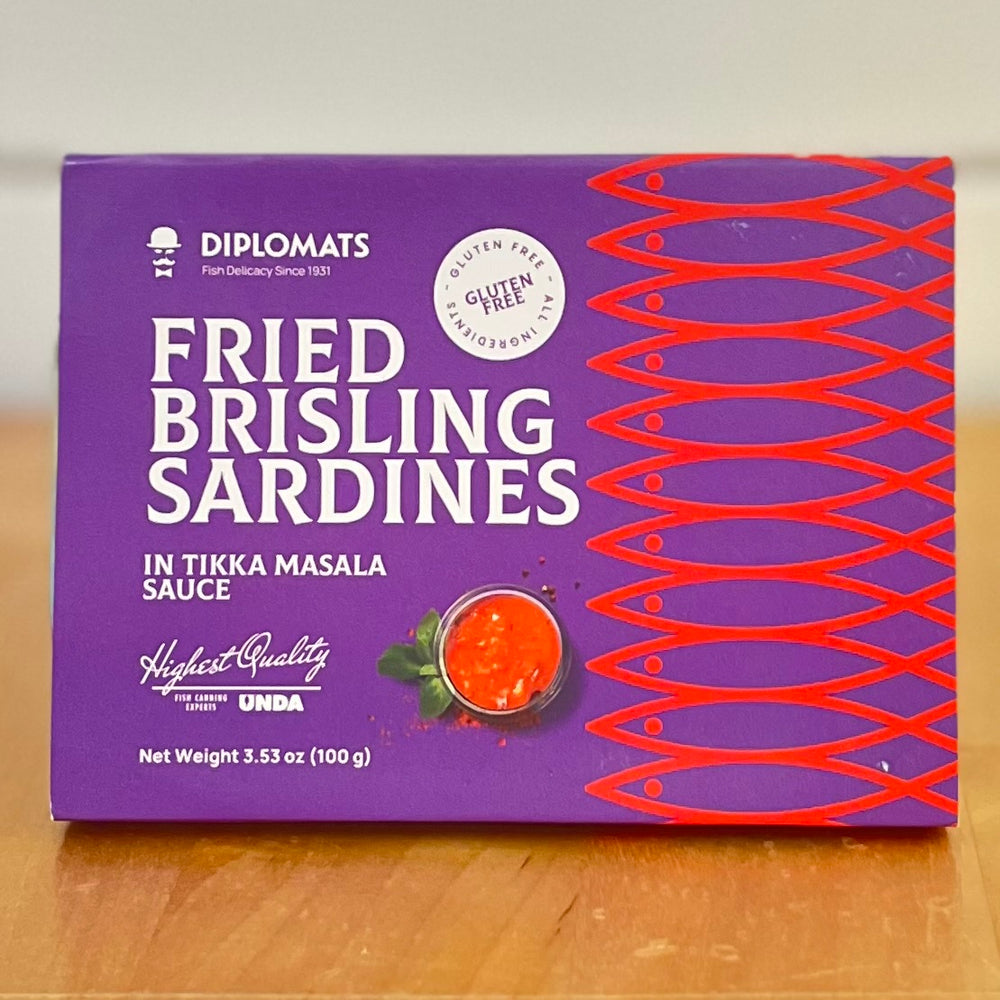 DIPLOMATS
Fish Delicacy Since 1931
GLUTEN FREE - ALL INGREDIENTS -
GLUTEN
FREE
FRIED
BRISLING
SARDINES
IN TIKKA MASALA
SAUCE
Highest Quality
FISH CANNING
EXPERTS
UNDA
Net Weight 3.53 oz (100 g)